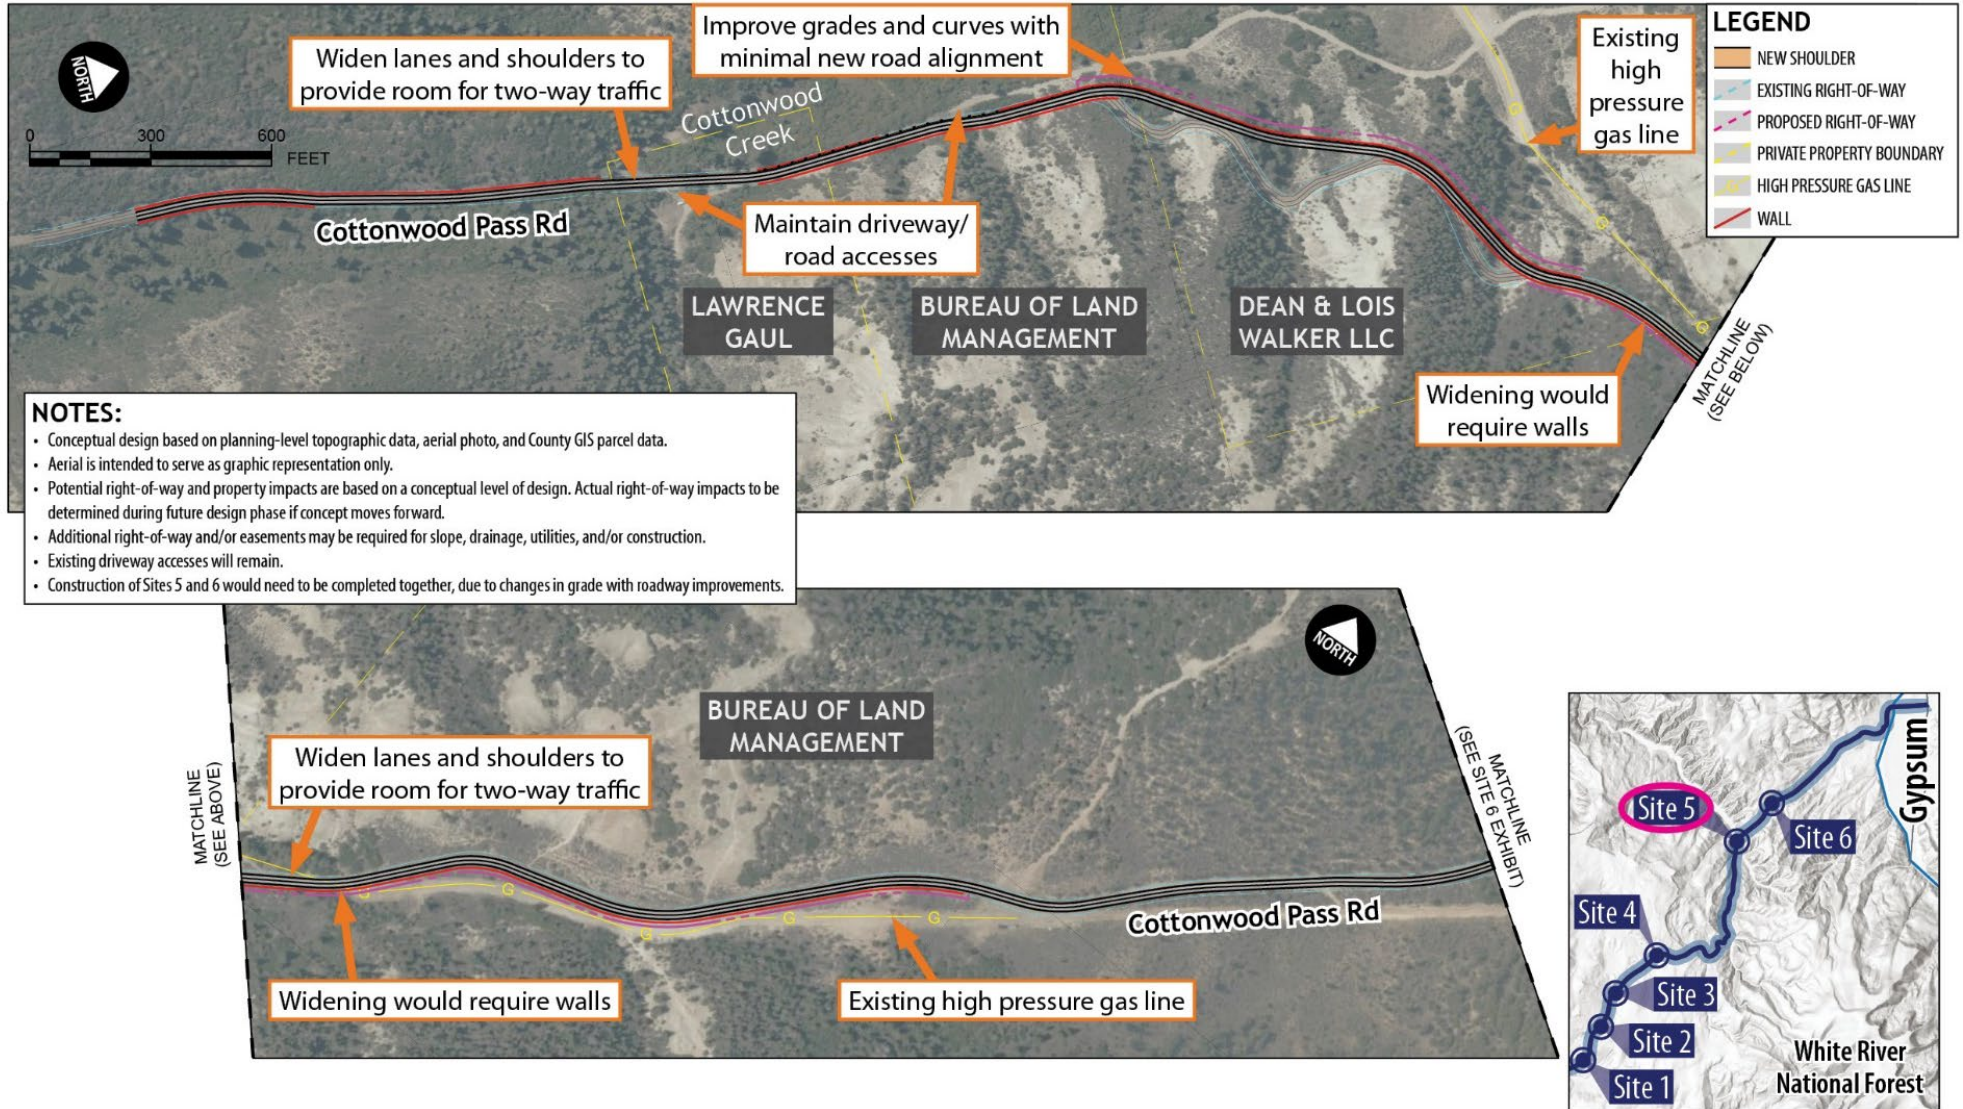 NORTH
0 300 600
FEET
Widen lanes and shoulders to
provide room for two-way traffic
Improve grades and curves with
minimal new road alignment
Existing
high
pressure
gas line
G
G
G
Cottonwood
Creek
Cottonwood Pass Rd
Maintain driveway/
road accesses
LAWRENCE
GAUL
BUREAU OF LAND
MANAGEMENT
DEAN & LOIS
WALKER LLC
Widening would
require walls
MATCHLINE
(SEE BELOW)
LEGEND
NEW SHOULDER
EXISTING RIGHT-OF-WAY
PROPOSED RIGHT-OF-WAY
PRIVATE PROPERTY BOUNDARY
G HIGH PRESSURE GAS LINE
WALL
NOTES:
• Conceptual design based on planning-level topographic data, aerial photo, and County GIS parcel data.
• Aerial is intended to serve as graphic representation only.
• Potential right-of-way and property impacts are based on a conceptual level of design. Actual right-of-way impacts to be
determined during future design phase if concept moves forward.
• Additional right-of-way and/or easements may be required for slope, drainage, utilities, and/or construction.
• Existing driveway accesses will remain.
• Construction of Sites 5 and 6 would need to be completed together, due to changes in grade with roadway improvements.
NORTH
BUREAU OF LAND
MANAGEMENT
Widen lanes and shoulders to
provide room for two-way traffic
MATCHLINE
(SEE ABOVE)
MATCHLINE
(SEE SITE 6 EXHIBIT)
G
G
G
G
G
Cottonwood Pass Rd
Widening would require walls
Existing high pressure gas line
Gypsum
Site 5
Site 6
Site 4
Site 3
Site 2
Site 1
White River
National Forest